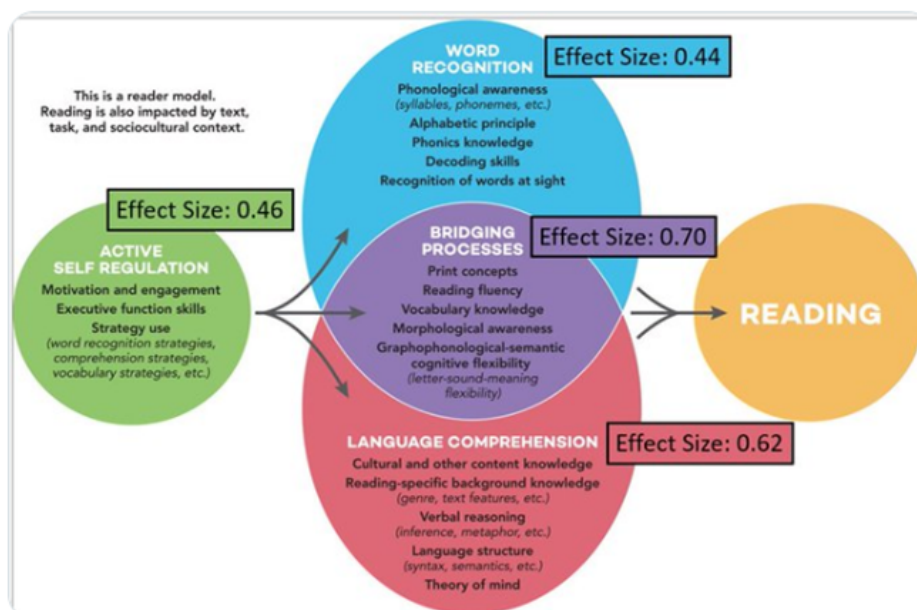 This is a reader model.
Reading is also impacted by text,
task, and sociocultural context.
WORD
RECOGNITION
Effect Size: 0.44
Phonological awareness
(syllables, phonemes, etc.)
Alphabetic principle
Phonics knowledge
Decoding skills
Recognition of words at sight
Effect Size: 0.46
ACTIVE
SELF REGULATION
Motivation and engagement
Executive function skills
Strategy use
(word recognition strategies,
comprehension strategies,
vocabulary strategies, etc.)
BRIDGING
PROCESSES
Effect Size: 0.70
Print concepts
Reading fluency
Vocabulary knowledge
Morphological awareness
Graphophonological-semantic
cognitive flexibility
(letter-sound-meaning
flexibility)
READING
LANGUAGE COMPREHENSION
Effect Size: 0.62
Cultural and other content knowledge
Reading-specific background knowledge
(genre, text features, etc.)
Verbal reasoning
(inference, metaphor, etc.)
Language structure
(syntax, semantics, etc.)
Theory of mind